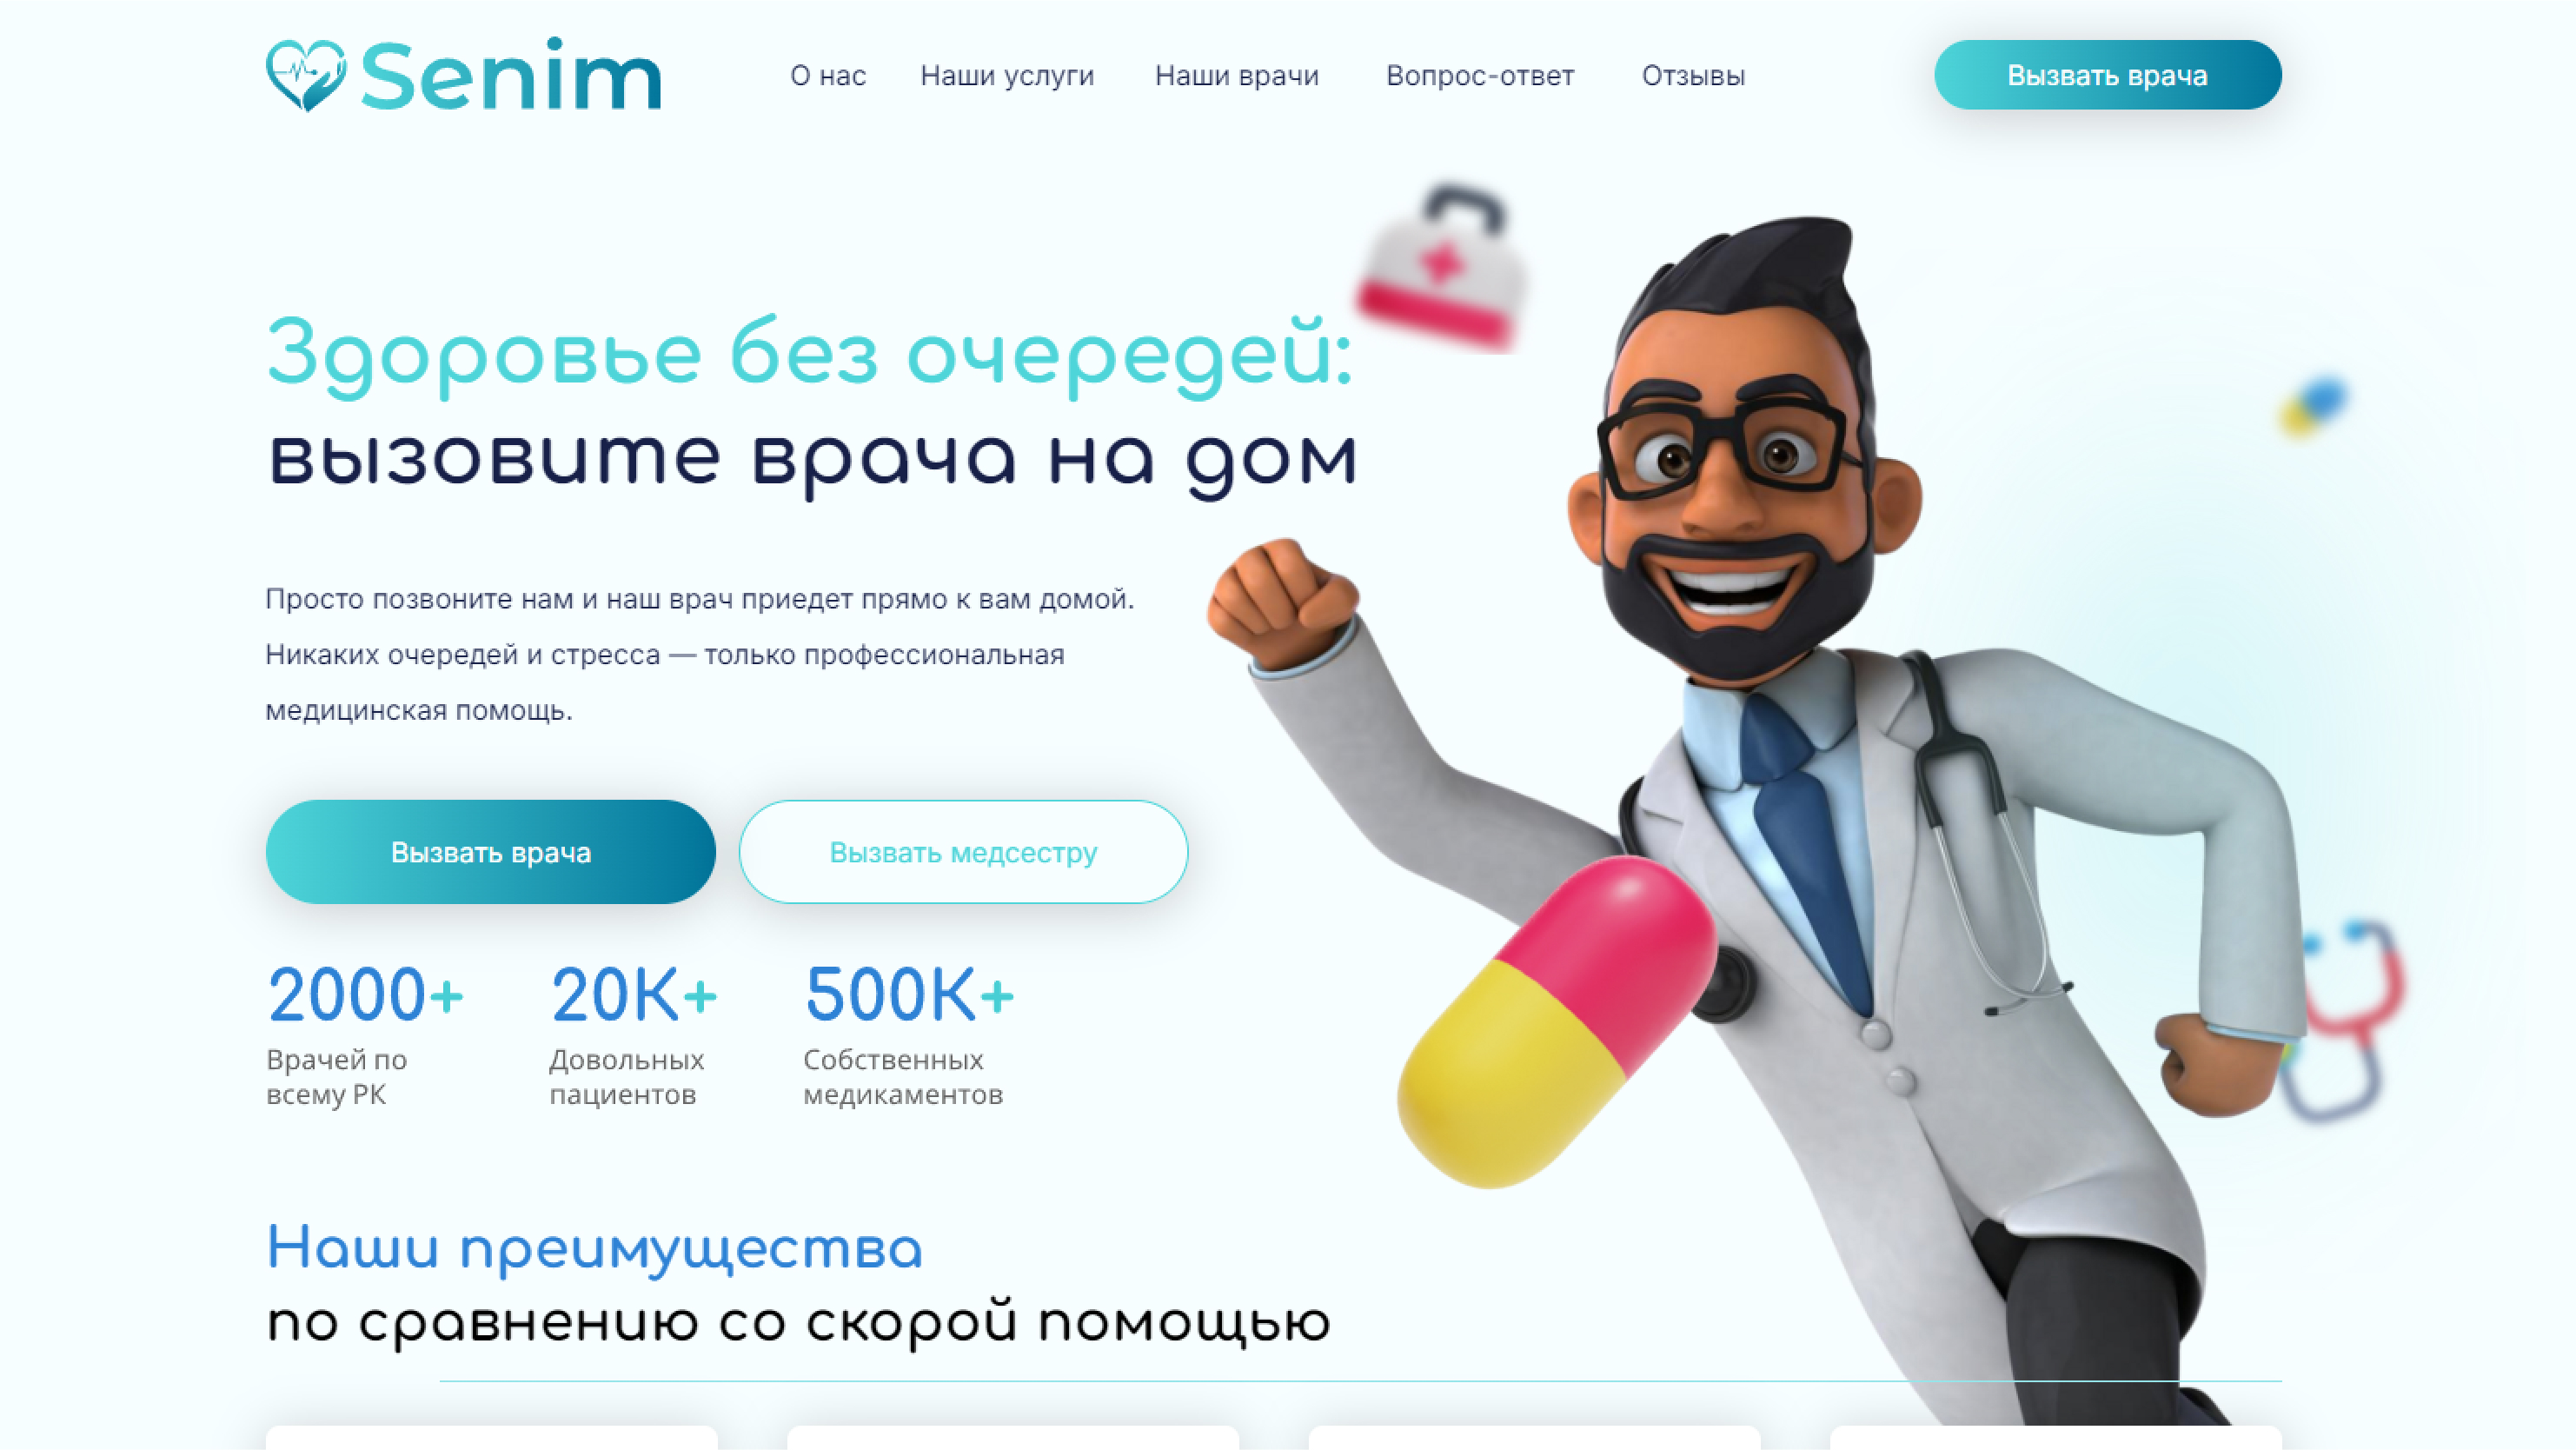 Senim
О нас
Наши услуги
Наши врачи
Вопрос-ответ
Отзывы
Вызвать врача
Здоровье без очередей:
вызовите врача на дом
Просто позвоните нам и наш врач приедет прямо к вам домой.
Никаких очередей и стресса — только профессиональная
медицинская помощь.
Вызвать врача
Вызвать медсестру
2000+
Врачей по
всему РК
20K+
Довольных
пациентов
500K+
Собственных
медикаментов
Наши преимущества
по сравнению со скорой помощью